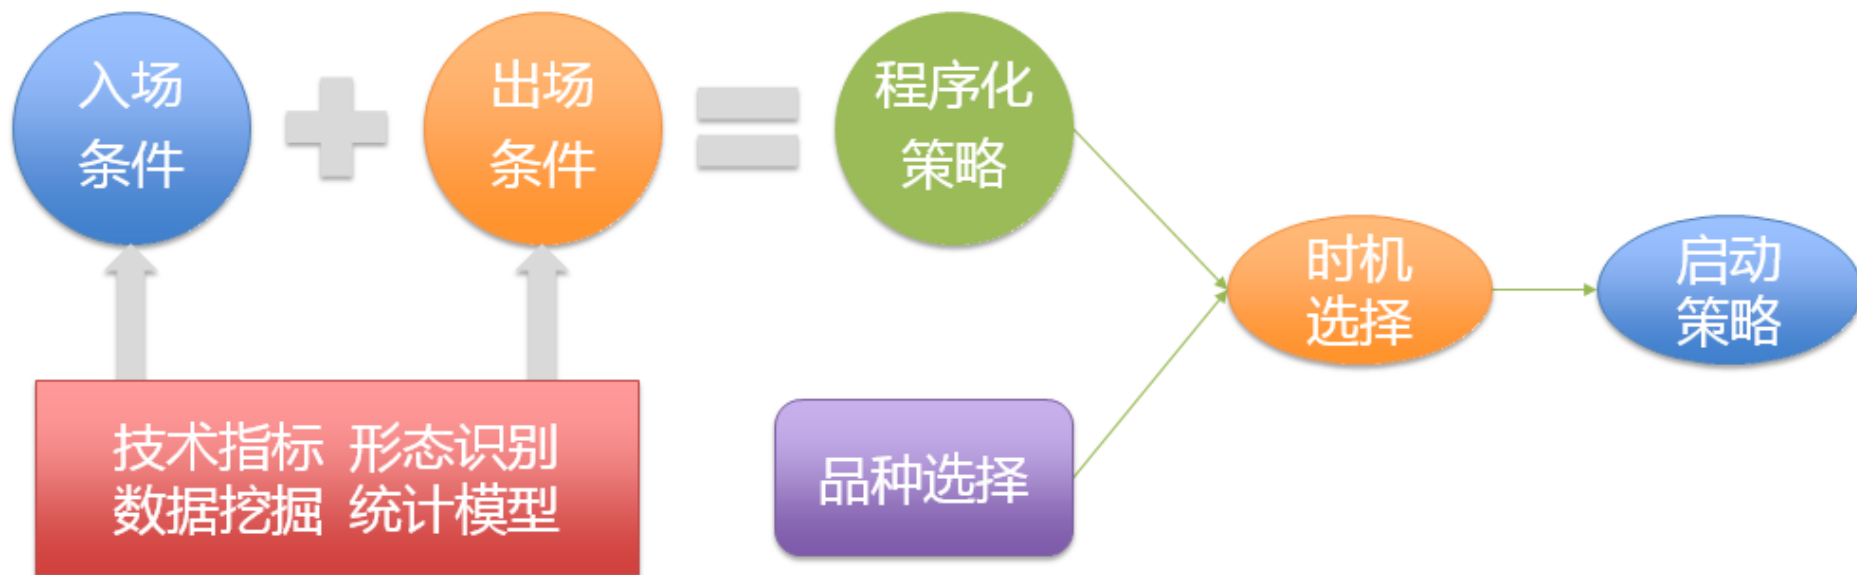 入场
条件
出场
条件
程序化
策略
时机
选择
启动
策略
技术指标 形态识别
数据挖掘 统计模型
品种选择